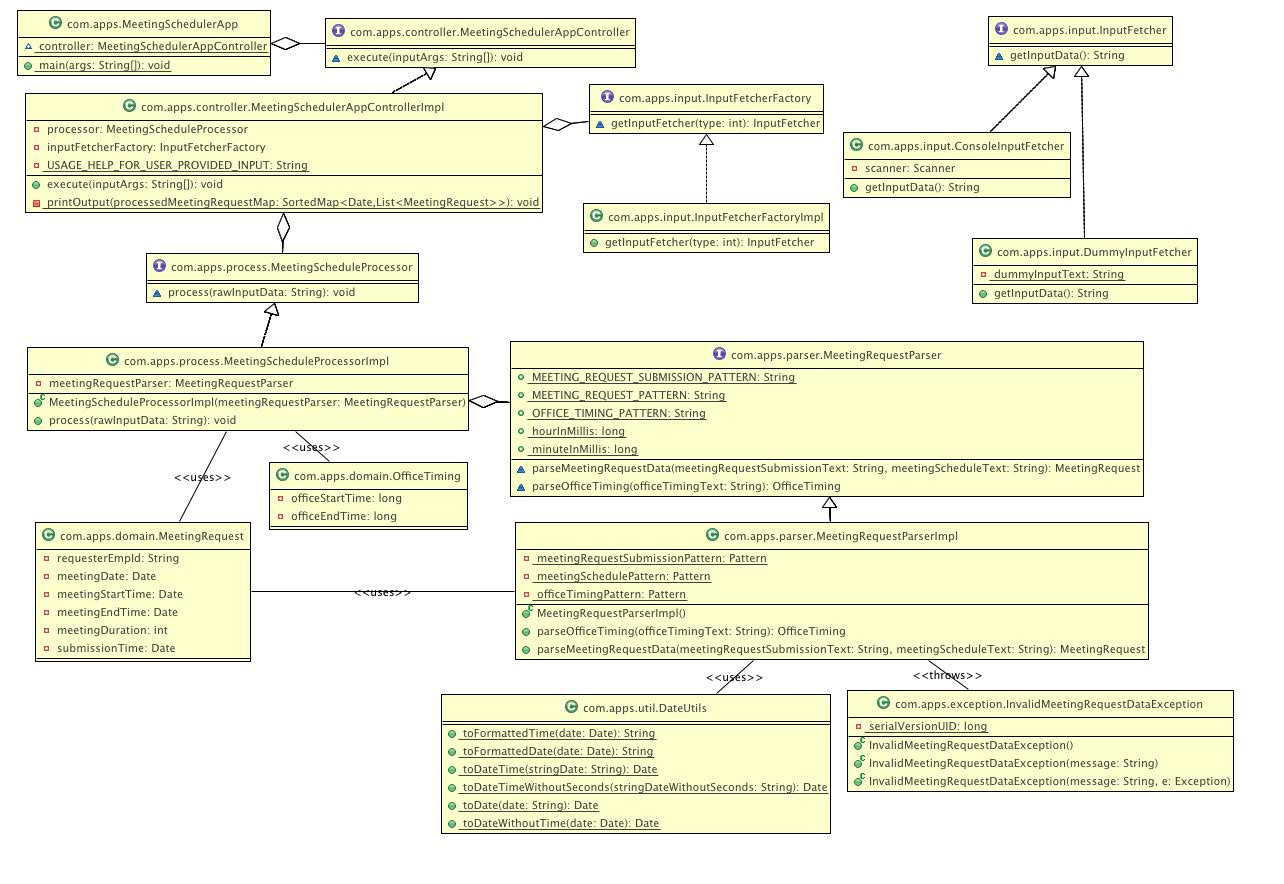 com.apps.MeetingSchedulerApp
controller: MeetingSchedulerAppController
main(args: String[]): void
com.apps.controller.MeetingSchedulerAppController
execute(inputArgs: String[]): void
com.apps.input.InputFetcher
getInputData(): String
com.apps.controller.MeetingSchedulerAppControllerImpl
processor: MeetingScheduleProcessor
inputFetcherFactory: InputFetcherFactory
USAGE_HELP_FOR_USER_PROVIDED_INPUT: String
execute(inputArgs: String[]): void
printOutput(processedMeetingRequestMap: SortedMap<Date,List<MeetingRequest>>): void
com.apps.input.InputFetcherFactory
getInputFetcher(type: int): InputFetcher
com.apps.input.ConsoleInputFetcher
scanner: Scanner
getInputData(): String
com.apps.input.InputFetcherFactoryImpl
getInputFetcher(type: int): InputFetcher
com.apps.input.DummyInputFetcher
dummyInputText: String
getInputData(): String
com.apps.process.MeetingScheduleProcessor
process(rawInputData: String): void
com.apps.process.MeetingScheduleProcessorImpl
meetingRequestParser: MeetingRequestParser
MeetingScheduleProcessorImpl(meetingRequestParser: MeetingRequestParser)
process(rawInputData: String): void
com.apps.parser.MeetingRequestParser
MEETING_REQUEST_SUBMISSION_PATTERN: String
MEETING_REQUEST_PATTERN: String
OFFICE_TIMING_PATTERN: String
hourInMillis: long
minuteInMillis: long
parseMeetingRequestData(meetingRequestSubmissionText: String, meetingScheduleText: String): MeetingRequest
parseOfficeTiming(officeTimingText: String): OfficeTiming
<<uses>>
<<uses>>
com.apps.domain.OfficeTiming
officeStartTime: long
officeEndTime: long
com.apps.domain.MeetingRequest
requesterEmpId: String
meetingDate: Date
meetingStartTime: Date
meetingEndTime: Date
meetingDuration: int
submissionTime: Date
<<uses>>
com.apps.parser.MeetingRequestParserImpl
meetingRequestSubmissionPattern: Pattern
meetingSchedulePattern: Pattern
officeTimingPattern: Pattern
MeetingRequestParserImpl()
parseOfficeTiming(officeTimingText: String): OfficeTiming
parseMeetingRequestData(meetingRequestSubmissionText: String, meetingScheduleText: String): MeetingRequest
<<uses>>
<<throws>>
com.apps.util.DateUtils
toFormattedTime(date: Date): String
toFormattedDate(date: Date): String
toDateTime(stringDate: String): Date
toDateTimeWithoutSeconds(stringDateWithoutSeconds: String): Date
toDate(date: String): Date
toDateWithoutTime(date: Date): Date
com.apps.exception.InvalidMeetingRequestDataException
serialVersionUID: long
InvalidMeetingRequestDataException()
InvalidMeetingRequestDataException(message: String)
InvalidMeetingRequestDataException(message: String, e: Exception)